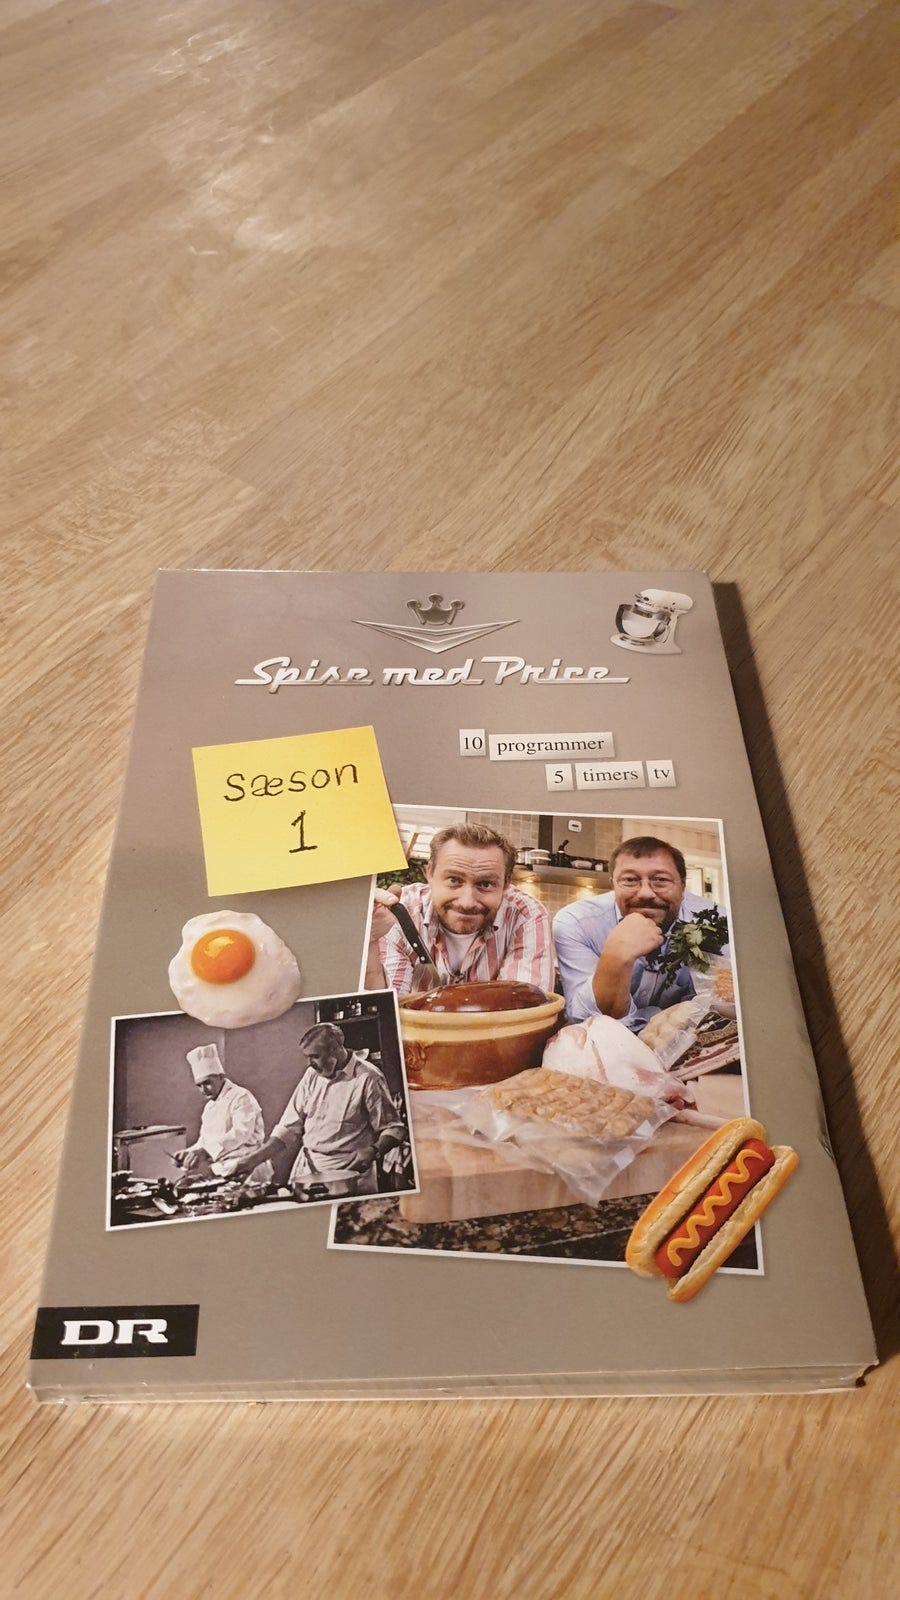 Spise med Price
10 programmer
5 timers tv
Sæson
1
DR